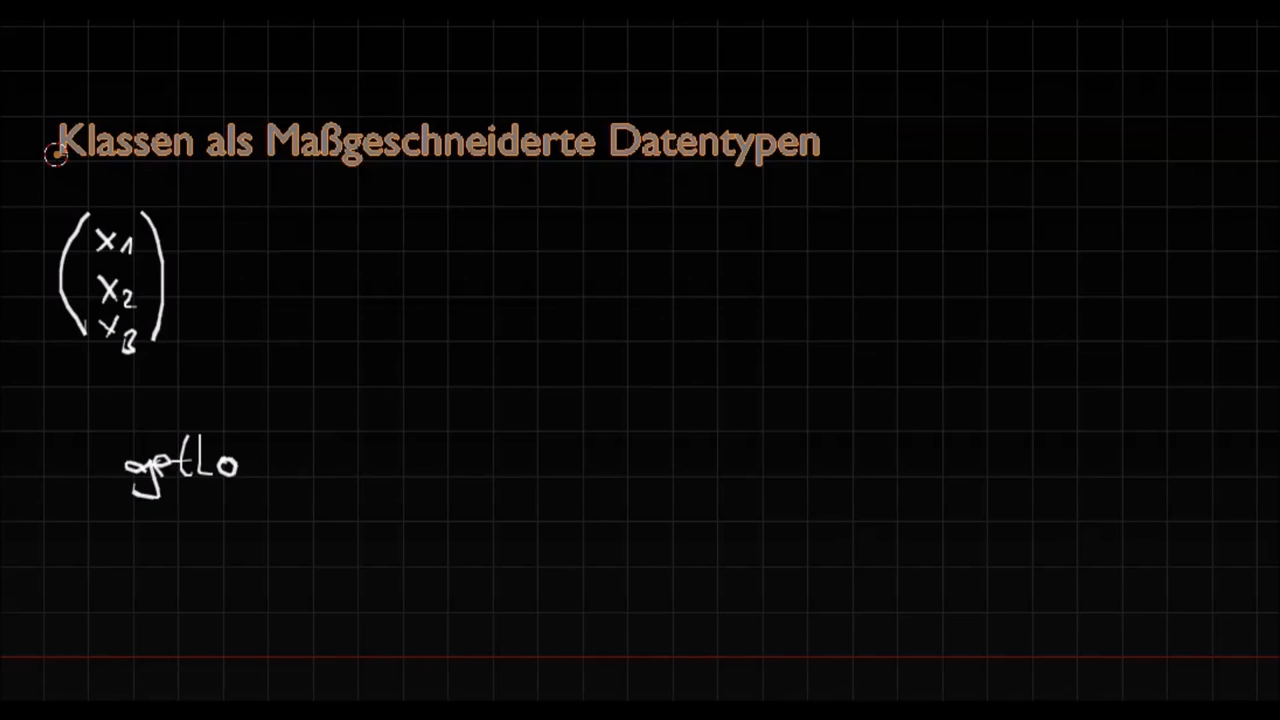 Klassen als Maßgeschneiderte Datentypen
x1
x2
x3
getLo